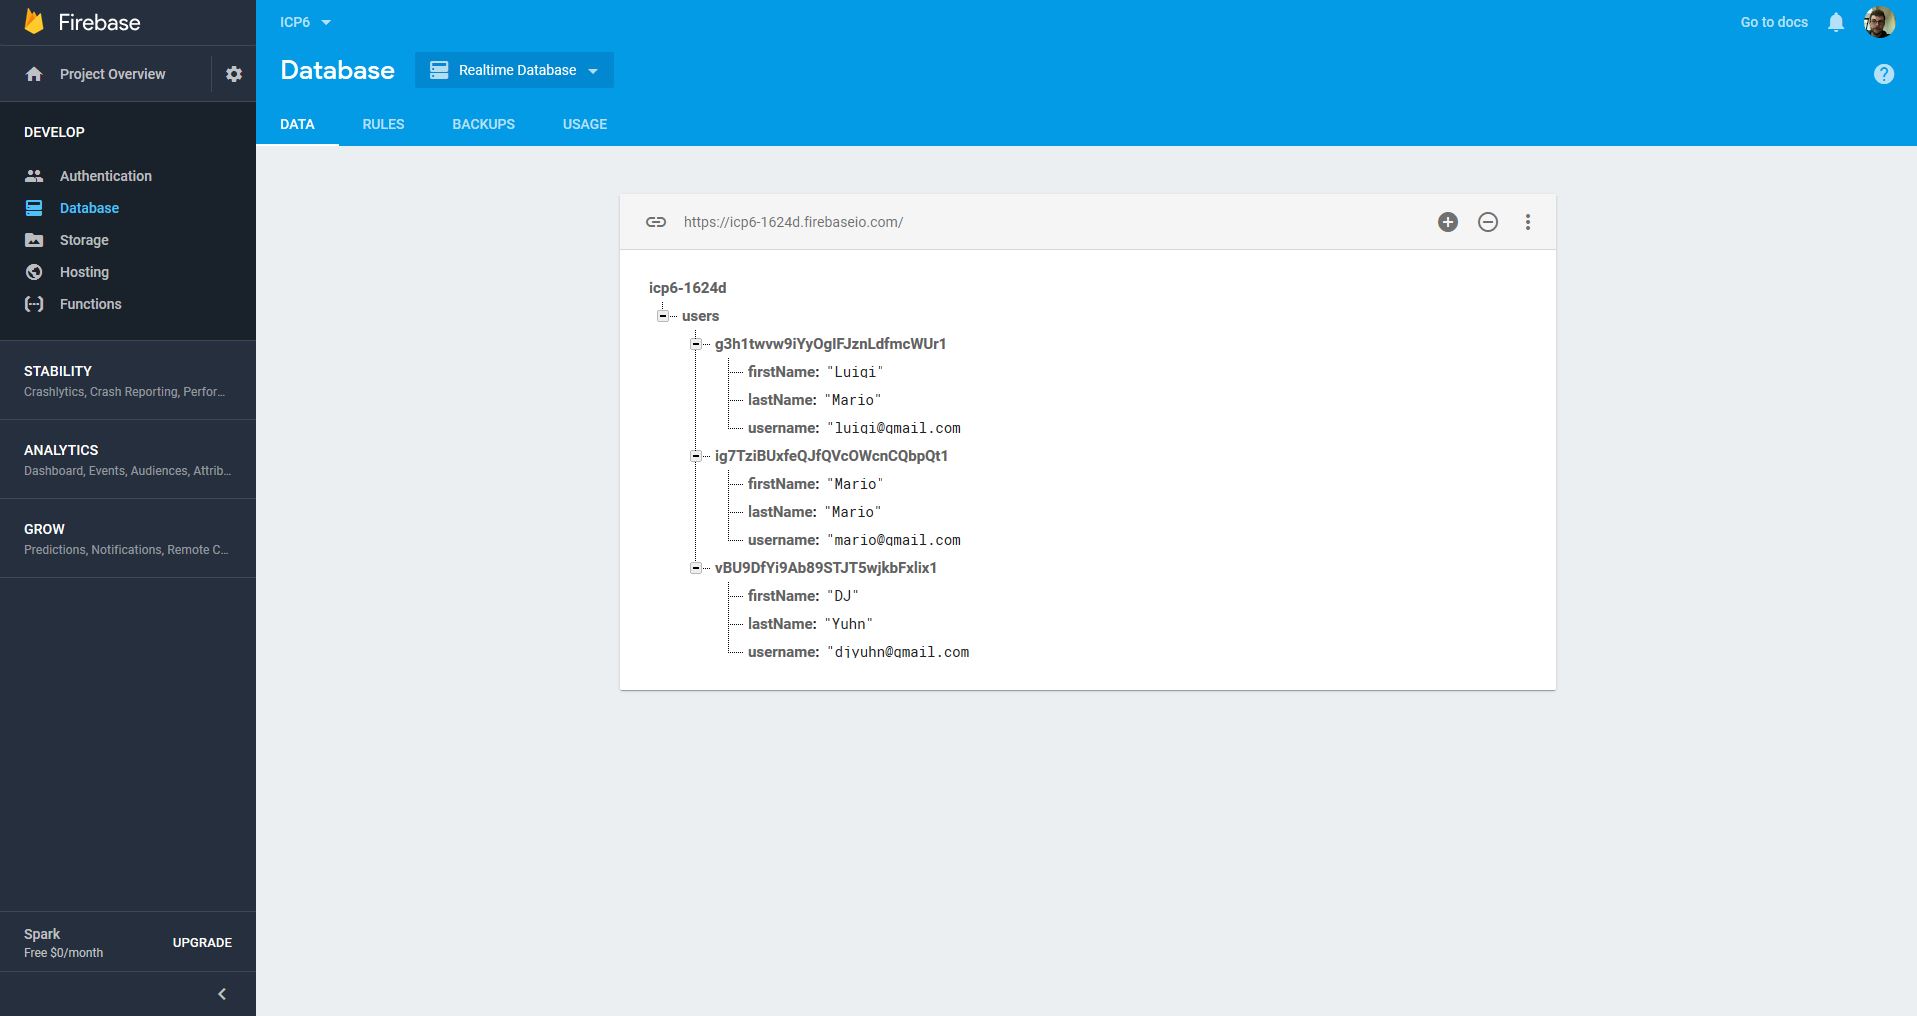 Firebase
Project Overview
DEVELOP
Authentication
Database
Storage
Hosting
Functions
STABILITY
Crashlytics, Crash Reporting, Perfor...
ANALYTICS
Dashboard, Events, Audiences, Attrib...
GROW
Predictions, Notifications, Remote C...
Spark
Free $0/month
UPGRADE
ICP6
Go to docs
Database
Realtime Database
DATA
RULES
BACKUPS
USAGE
https://icp6-1624d.firebaseio.com/
icp6-1624d
users
g3h1twvw9iYyOglFJznLdfmcWUr1
firstName: "Luigi"
lastName: "Mario"
username: "luigi@gmail.com
ig7TziBUxfeQJfQVcOWcnCQbpQt1
firstName: "Mario"
lastName: "Mario"
username: "mario@gmail.com
vBU9DfYi9Ab89STJT5wjkbFxlix1
firstName: "DJ"
lastName: "Yuhn"
username: "djyuhn@gmail.com